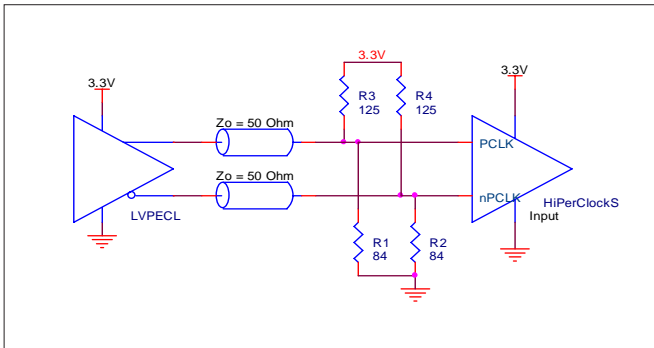 3.3V
3.3V
3.3V
R3
125
R4
125
Zo = 50 Ohm
PCLK
Zo = 50 Ohm
nPCLK
HiPerClockS
Input
LVPECL
R1
84
R2
84